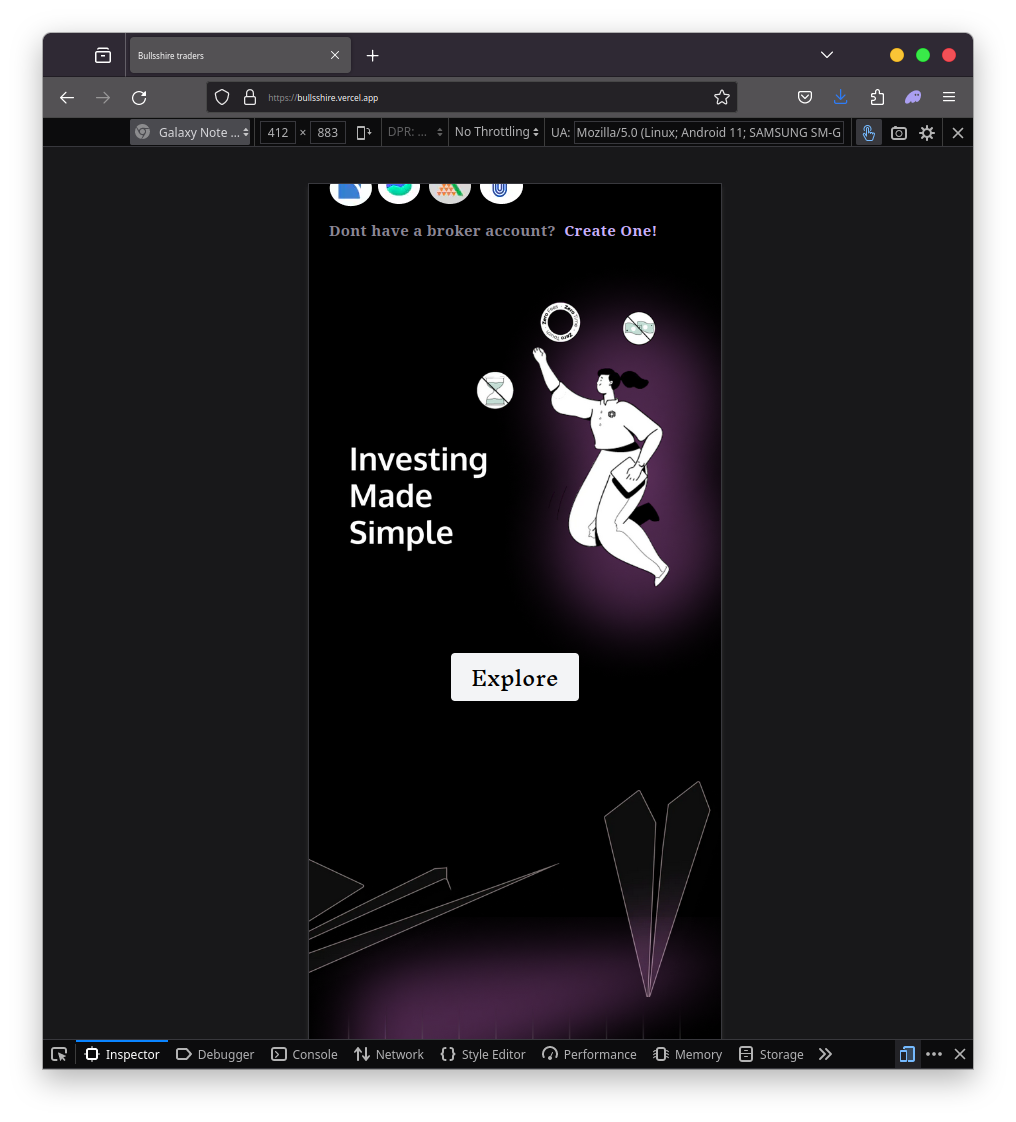 Bullsshire traders
https://bullsshire.vercel.app
Galaxy Note ...
412 × 883
DPR: ...
No Throttling
UA: Mozilla/5.0 (Linux; Android 11; SAMSUNG SM-G
Dont have a broker account? Create One!
Investing
Made
Simple
Explore
Inspector
Debugger
Console
Network
Style Editor
Performance
Memory
Storage